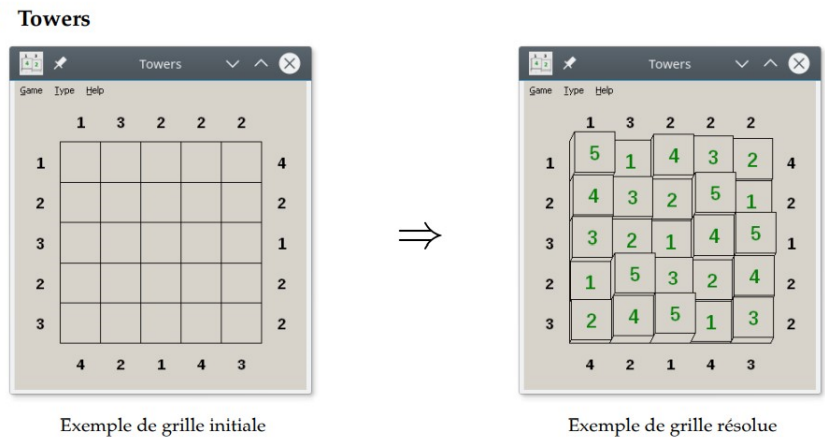 Towers
Towers
Game Type Help
1 3 2 2 2
1 4
2 2
3 1
2 2
3 2
4 2 1 4 3
Exemple de grille initiale
⇒
Towers
Game Type Help
1 3 2 2 2
1 5 1 4 3 2 4
2 4 3 2 5 1 2
3 3 2 1 4 5 1
2 1 5 3 2 4 2
3 2 4 5 1 3 2
4 2 1 4 3
Exemple de grille résolue